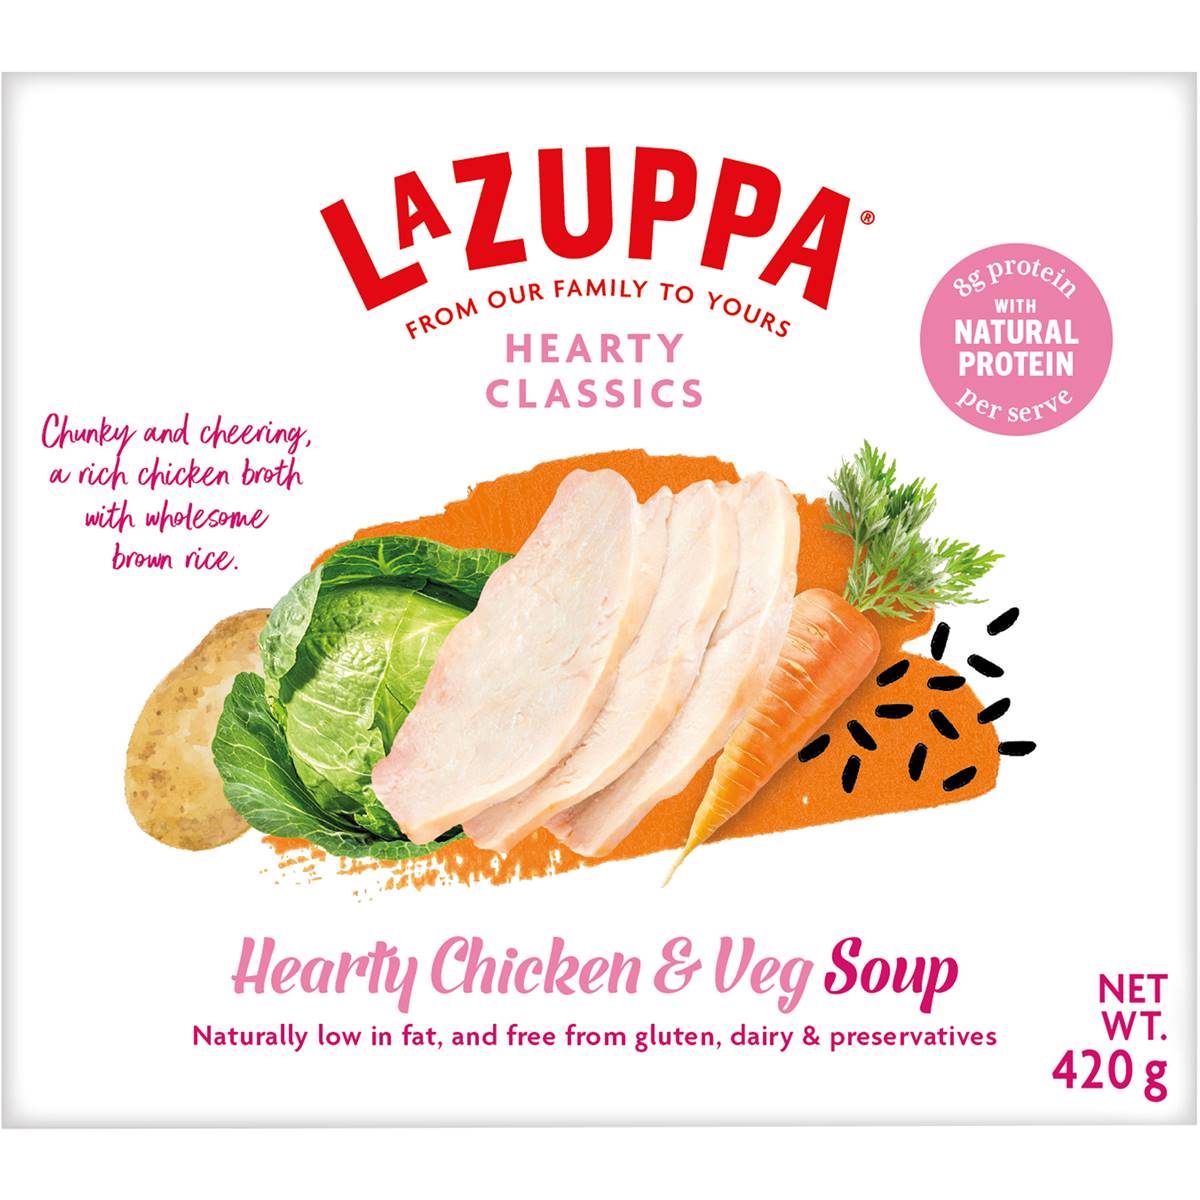 LAZUPPA®
FROM OUR FAMILY TO YOURS
HEARTY
CLASSICS
8g protein
WITH
NATURAL
PROTEIN
per serve
Chunky and cheering,
a rich chicken broth
with wholesome
brown rice.
Hearty Chicken & Veg Soup
Naturally low in fat, and free from gluten, dairy & preservatives
NET
WT.
420 g